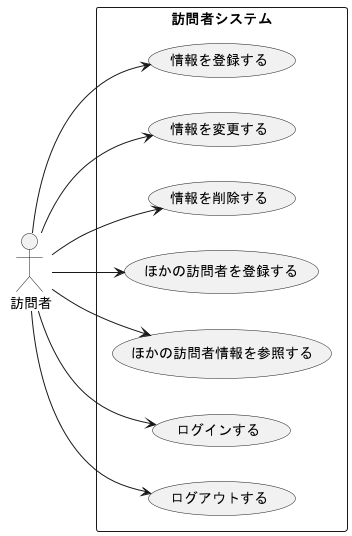 訪問者システム
情報を登録する
情報を変更する
情報を削除する
ほかの訪問者を登録する
訪問者
ほかの訪問者情報を参照する
ログインする
ログアウトする